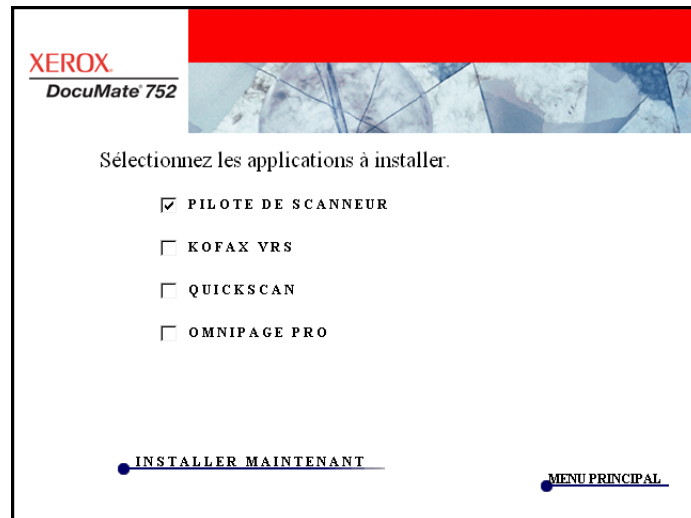 XEROX.
DocuMate® 752
Sélectionnez les applications à installer.
PILOTE DE SCANNEUR
KOFAX VRS
QUICKSCAN
OMNIPAGE PRO
INSTALLER MAINTENANT
MENU PRINCIPAL